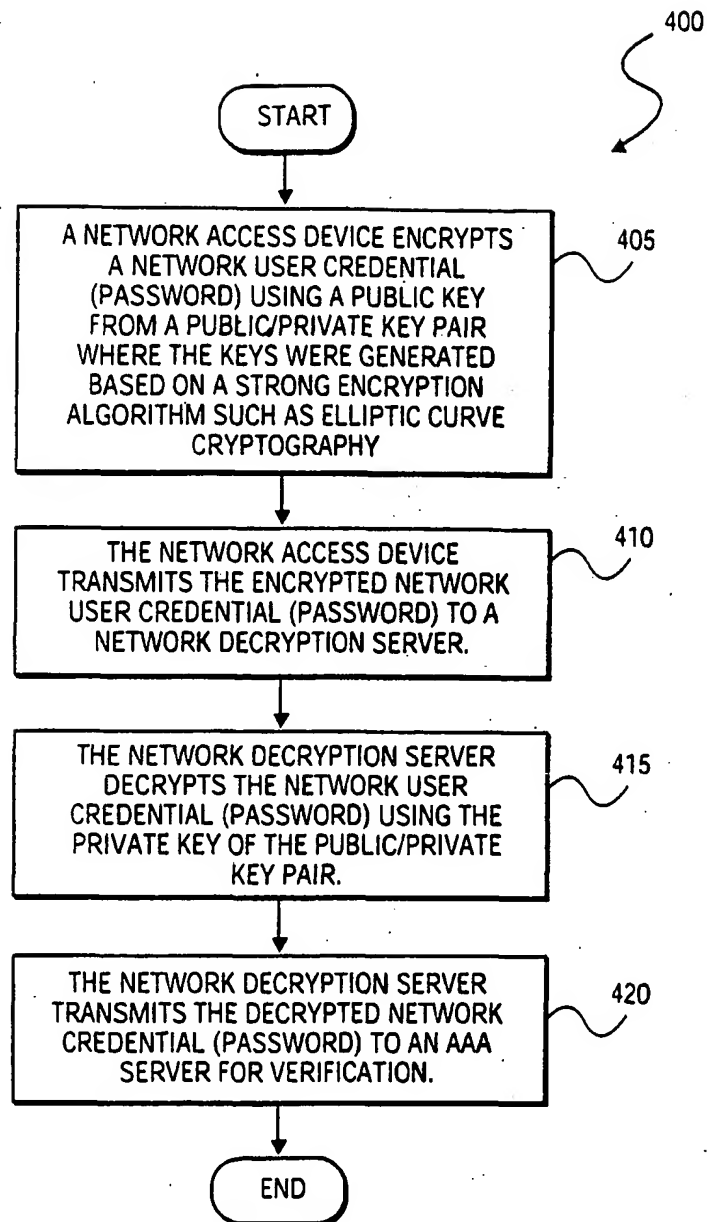 400
START
A NETWORK ACCESS DEVICE ENCRYPTS
A NETWORK USER CREDENTIAL
(PASSWORD) USING A PUBLIC KEY
FROM A PUBLIC/PRIVATE KEY PAIR
WHERE THE KEYS WERE GENERATED
BASED ON A STRONG ENCRYPTION
ALGORITHM SUCH AS ELLIPTIC CURVE
CRYPTOGRAPHY
405
THE NETWORK ACCESS DEVICE
TRANSMITS THE ENCRYPTED NETWORK
USER CREDENTIAL (PASSWORD) TO A
NETWORK DECRYPTION SERVER.
410
THE NETWORK DECRYPTION SERVER
DECRYPTS THE NETWORK USER
CREDENTIAL (PASSWORD) USING THE
PRIVATE KEY OF THE PUBLIC/PRIVATE
KEY PAIR.
415
THE NETWORK DECRYPTION SERVER
TRANSMITS THE DECRYPTED NETWORK
CREDENTIAL (PASSWORD) TO AN AAA
SERVER FOR VERIFICATION.
420
END